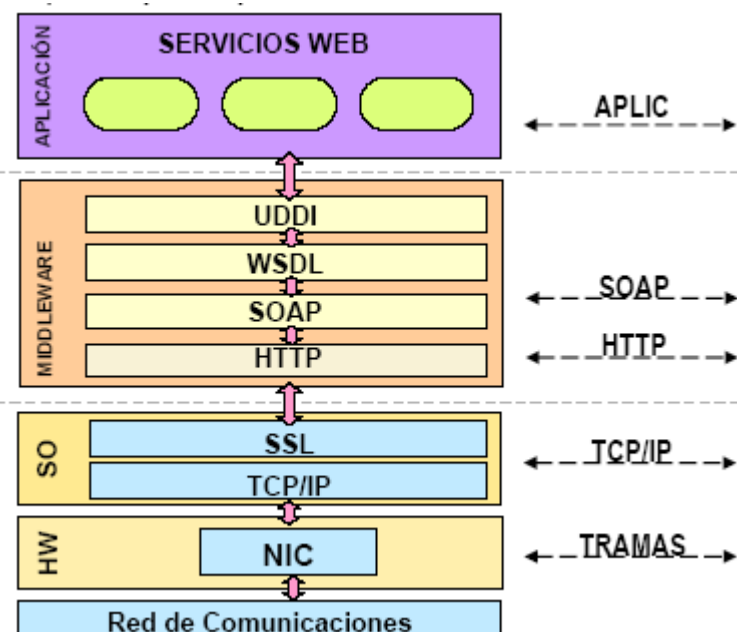 SERVICIOS WEB
APLICACIÓN
APLIC
MIDDLEWARE
UDDI
WSDL
SOAP
SOAP
HTTP
HTTP
SO
SSL
TCP/IP
TCP/IP
HW
NIC
TRAMAS
Red de Comunicaciones